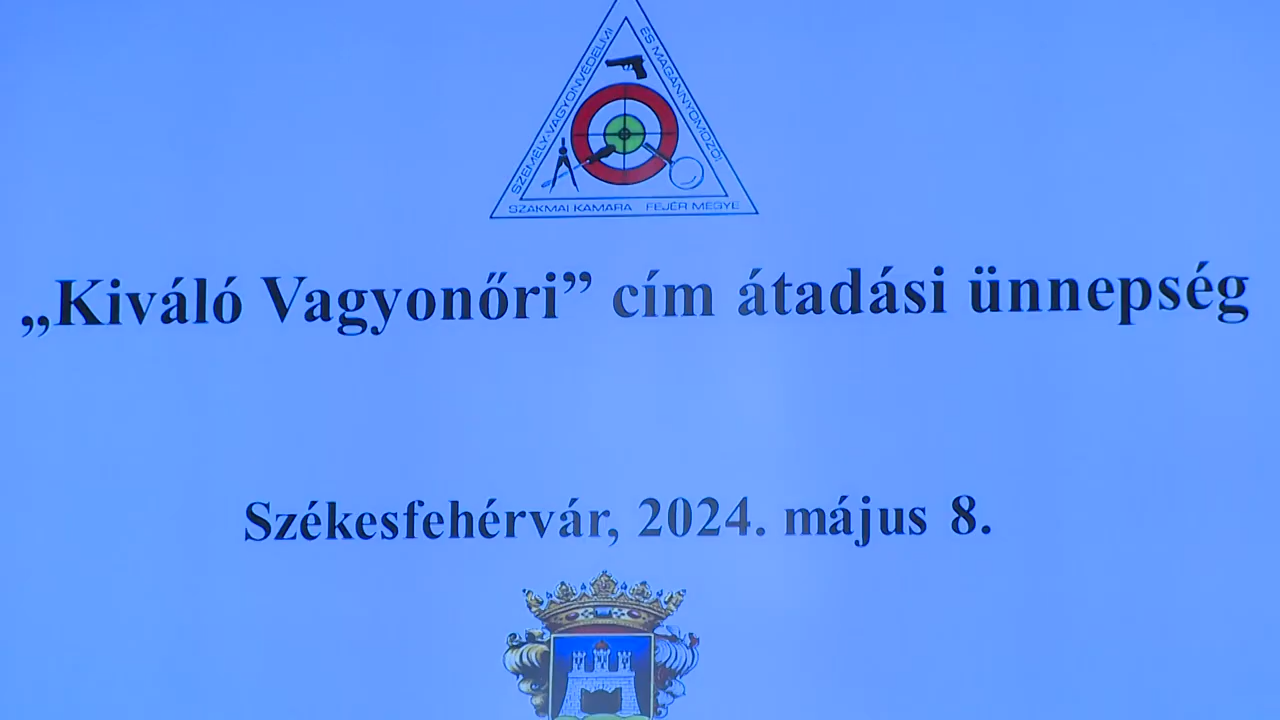 SZEMÉLY-VAGYONVÉDELMI
ÉS MAGÁNNYOMOZÓI
SZAKMAI KAMARA FEJÉR MEGYE
„Kiváló Vagyonőri” cím átadási ünnepség
Székesfehérvár, 2024. május 8.